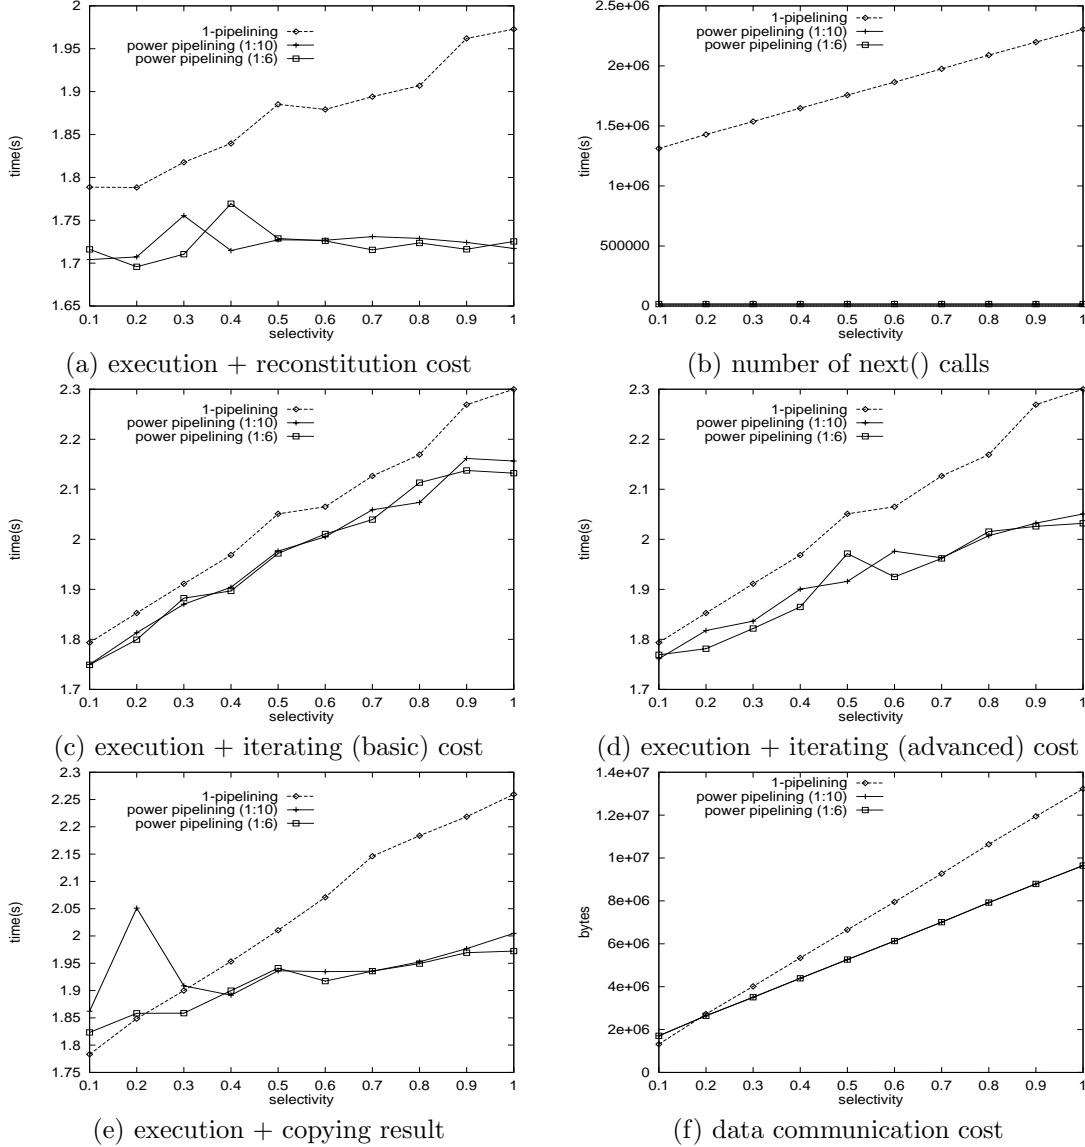 2
1.95
1.9
1.85
1.8
1.75
1.7
1.65
time(s)
1-pipelining
power pipelining (1:10)
power pipelining (1:6)
0.1 0.2 0.3 0.4 0.5 0.6 0.7 0.8 0.9 1
selectivity
(a) execution + reconstitution cost
2.5e+06
2e+06
1.5e+06
1e+06
500000
0
time(s)
1-pipelining
power pipelining (1:10)
power pipelining (1:6)
0.1 0.2 0.3 0.4 0.5 0.6 0.7 0.8 0.9 1
selectivity
(b) number of next() calls
2.3
2.2
2.1
2
1.9
1.8
1.7
time(s)
1-pipelining
power pipelining (1:10)
power pipelining (1:6)
0.1 0.2 0.3 0.4 0.5 0.6 0.7 0.8 0.9 1
selectivity
(c) execution + iterating (basic) cost
2.3
2.2
2.1
2
1.9
1.8
1.7
time(s)
1-pipelining
power pipelining (1:10)
power pipelining (1:6)
0.1 0.2 0.3 0.4 0.5 0.6 0.7 0.8 0.9 1
selectivity
(d) execution + iterating (advanced) cost
2.3
2.25
2.2
2.15
2.1
2.05
2
1.95
1.9
1.85
1.8
1.75
time(s)
1-pipelining
power pipelining (1:10)
power pipelining (1:6)
0.1 0.2 0.3 0.4 0.5 0.6 0.7 0.8 0.9 1
selectivity
(e) execution + copying result
1.4e+07
1.2e+07
1e+07
8e+06
6e+06
4e+06
2e+06
0
bytes
1-pipelining
power pipelining (1:10)
power pipelining (1:6)
0.1 0.2 0.3 0.4 0.5 0.6 0.7 0.8 0.9 1
selectivity
(f) data communication cost